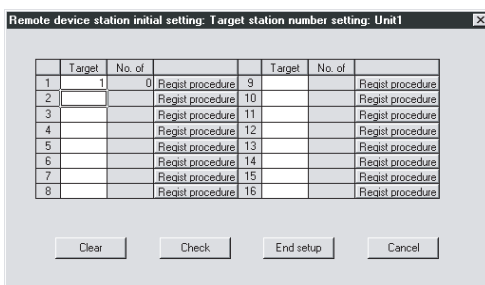 Remote device station initial setting: Target station number setting: Unit1
Target No. of Target No. of
1 1 0 Regist procedure 9 Regist procedure
2 Regist procedure 10 Regist procedure
3 Regist procedure 11 Regist procedure
4 Regist procedure 12 Regist procedure
5 Regist procedure 13 Regist procedure
6 Regist procedure 14 Regist procedure
7 Regist procedure 15 Regist procedure
8 Regist procedure 16 Regist procedure
Clear Check End setup Cancel